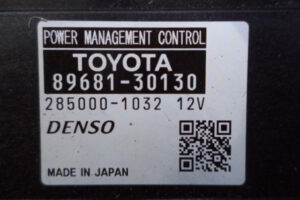 POWER MANAGEMENT CONTROL
TOYOTA
89681-30130
285000-1032 12V
DENSO
MADE IN JAPAN